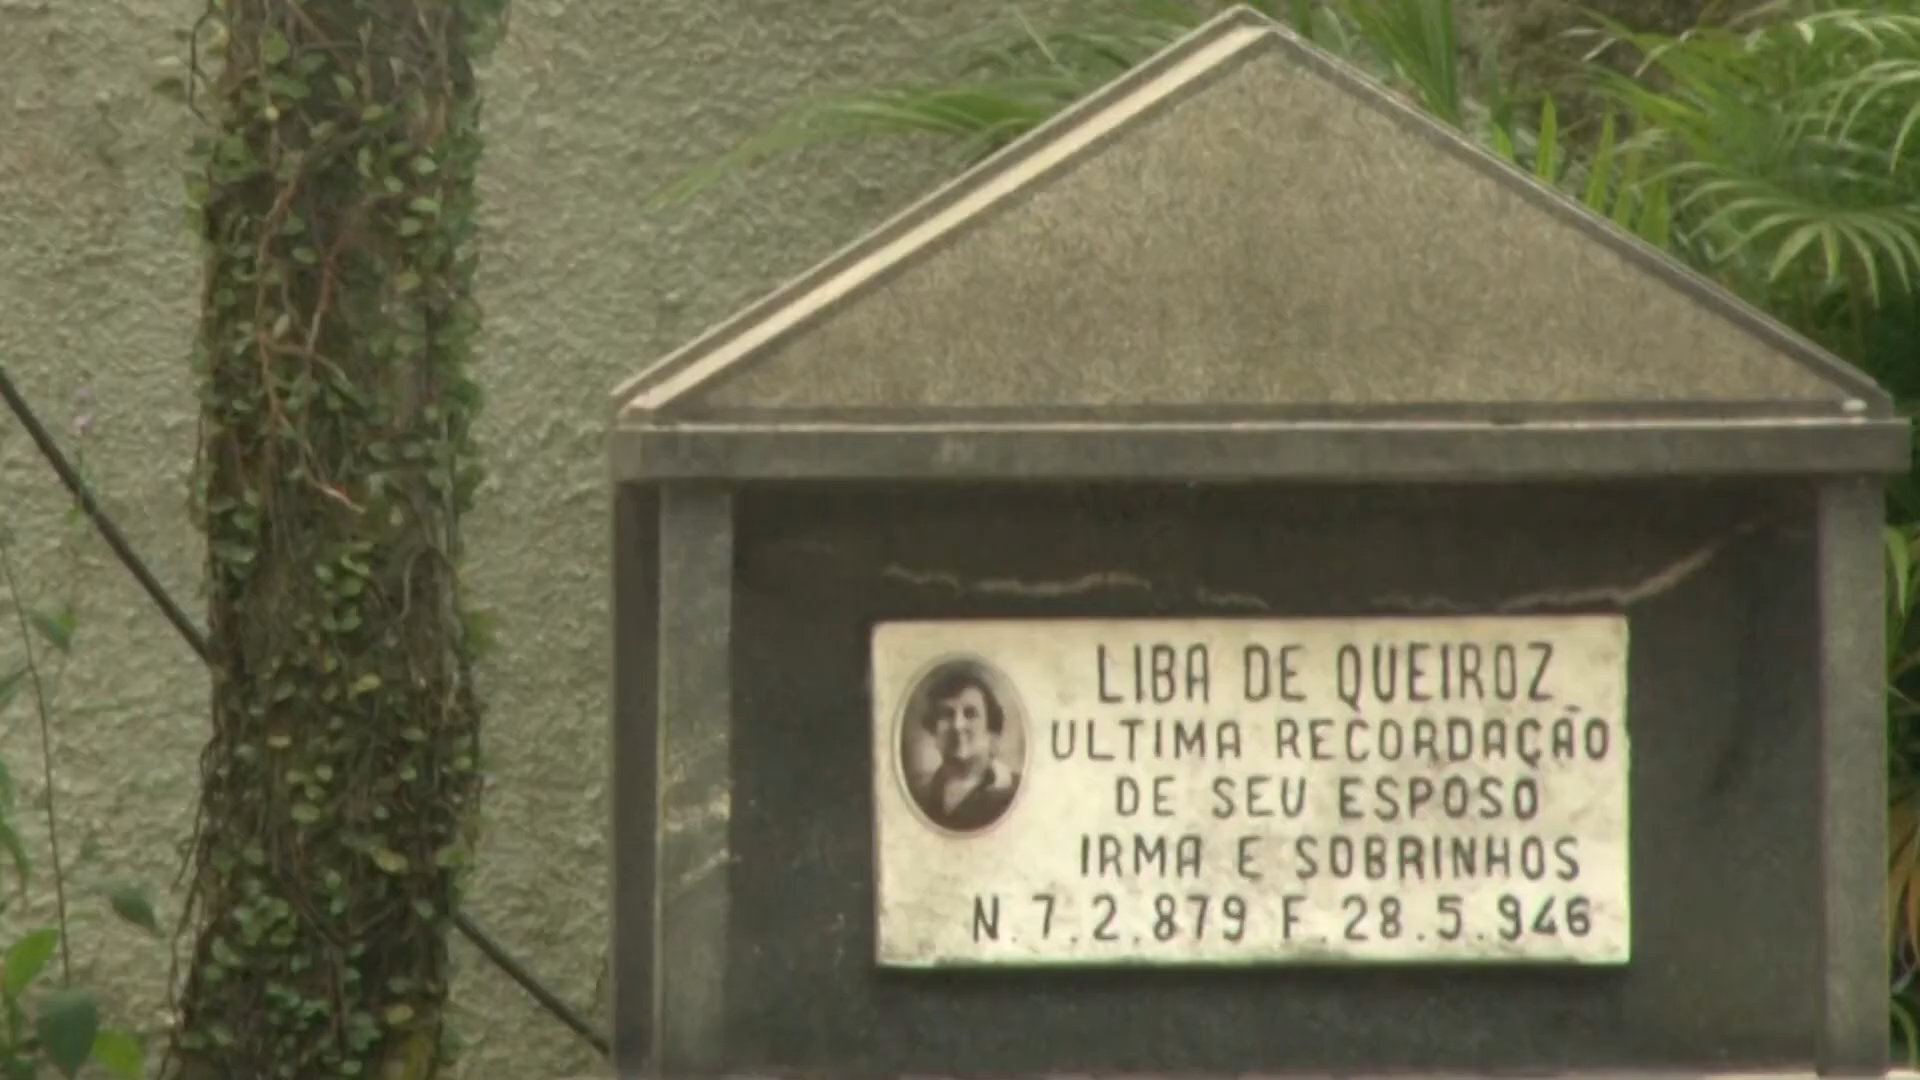 LIBA DE QUEIROZ
ULTIMA RECORDAÇÃO
DE SEU ESPOSO
IRMA E SOBRINHOS
N.7.2.879 F.28.5.946